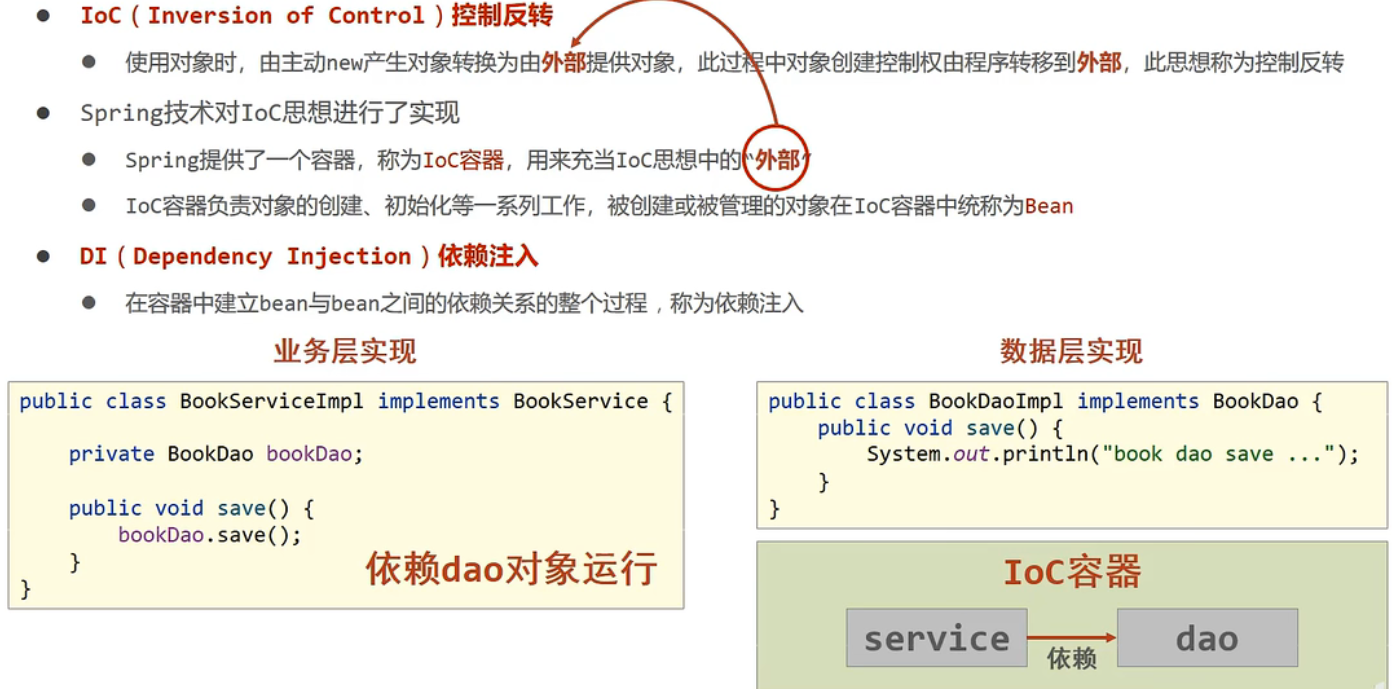 IoC（Inversion of Control）控制反转
使用对象时，由主动new产生对象转换为由外部提供对象，此过程中对象创建控制权由程序转移到外部，此思想称为控制反转
Spring技术对IoC思想进行了实现
Spring提供了一个容器，称为IoC容器，用来充当IoC思想中的“外部”
IoC容器负责对象的创建、初始化等一系列工作，被创建或被管理的对象在IoC容器中统称为Bean
DI（Dependency Injection）依赖注入
在容器中建立bean与bean之间的依赖关系的整个过程，称为依赖注入
业务层实现
public class BookServiceImpl implements BookService {
private BookDao bookDao;
public void save() {
bookDao.save();
}
}
依赖dao对象运行
数据层实现
public class BookDaoImpl implements BookDao {
public void save() {
System.out.println("book dao save ...");
}
}
IoC容器
service
依赖
dao